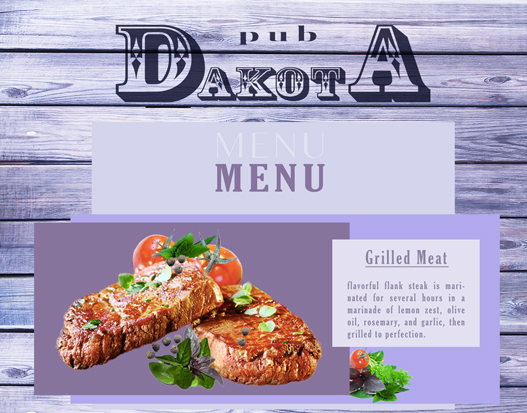 pub
DAKOTA
MENU
MENU
Grilled Meat
flavorful flank steak is mari-
nated for several hours in a
marinade of lemon zest, olive
oil, rosemary, and garlic, then
grilled to perfection.